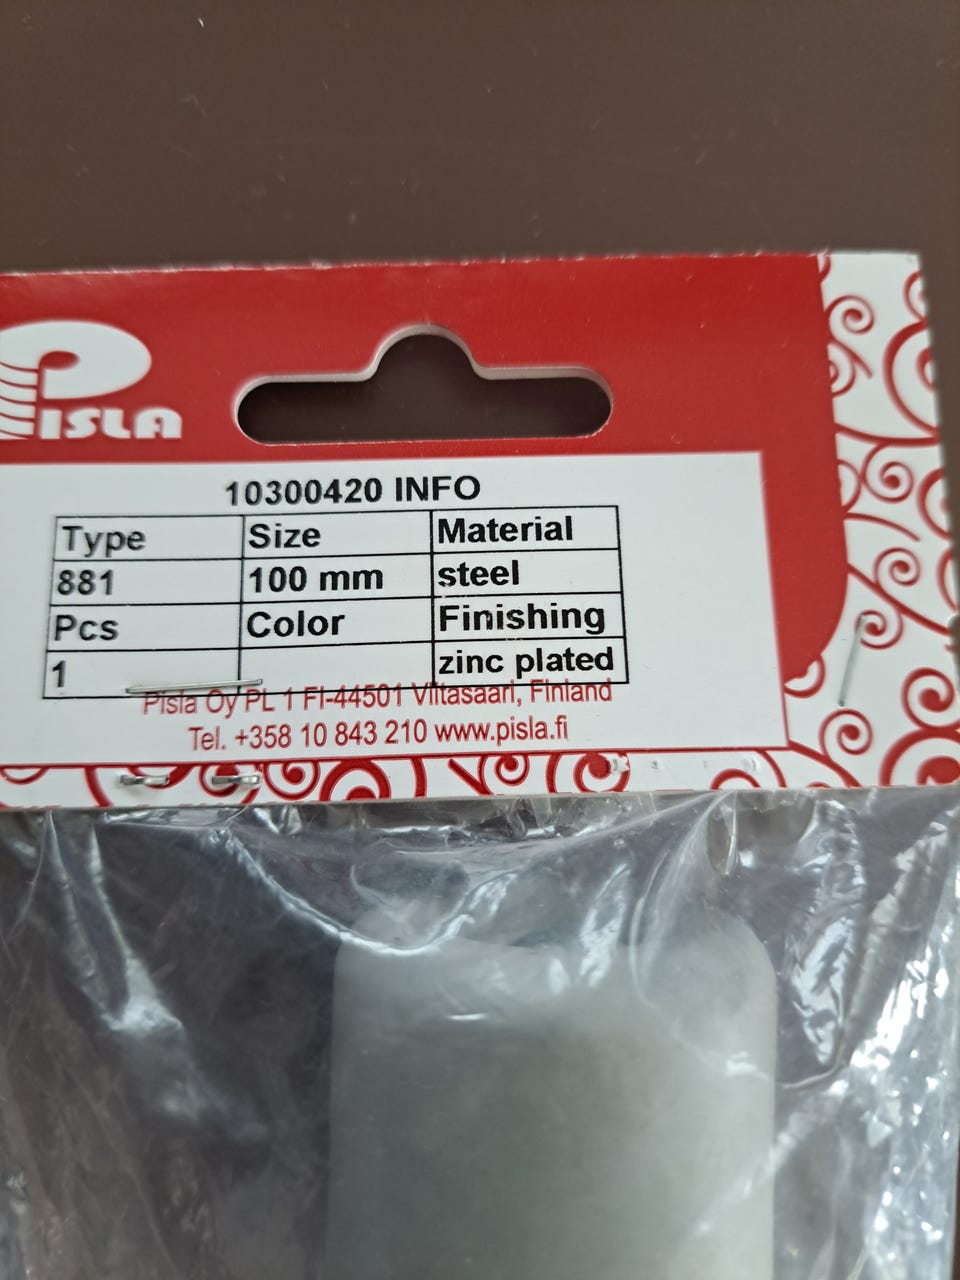 PISLA
10300420 INFO
Type Size Material
881 100 mm steel
Pcs Color Finishing
1 zinc plated
Pisla Oy PL 1 FI-44501 Viitasaari, Finland
Tel. +358 10 843 210 www.pisla.fi